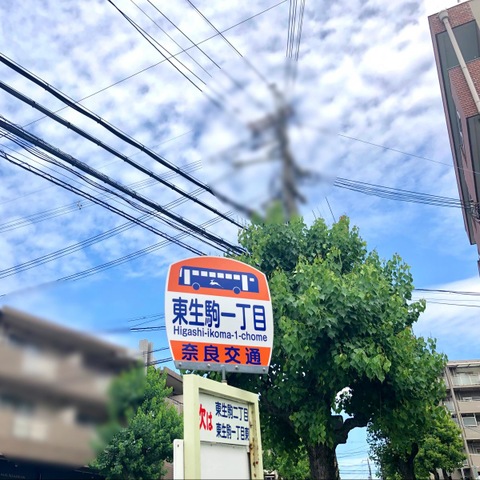 東生駒一丁目
Higashi-ikoma-1-chome
奈良交通
次は
東生駒二丁目
東生駒一丁目東